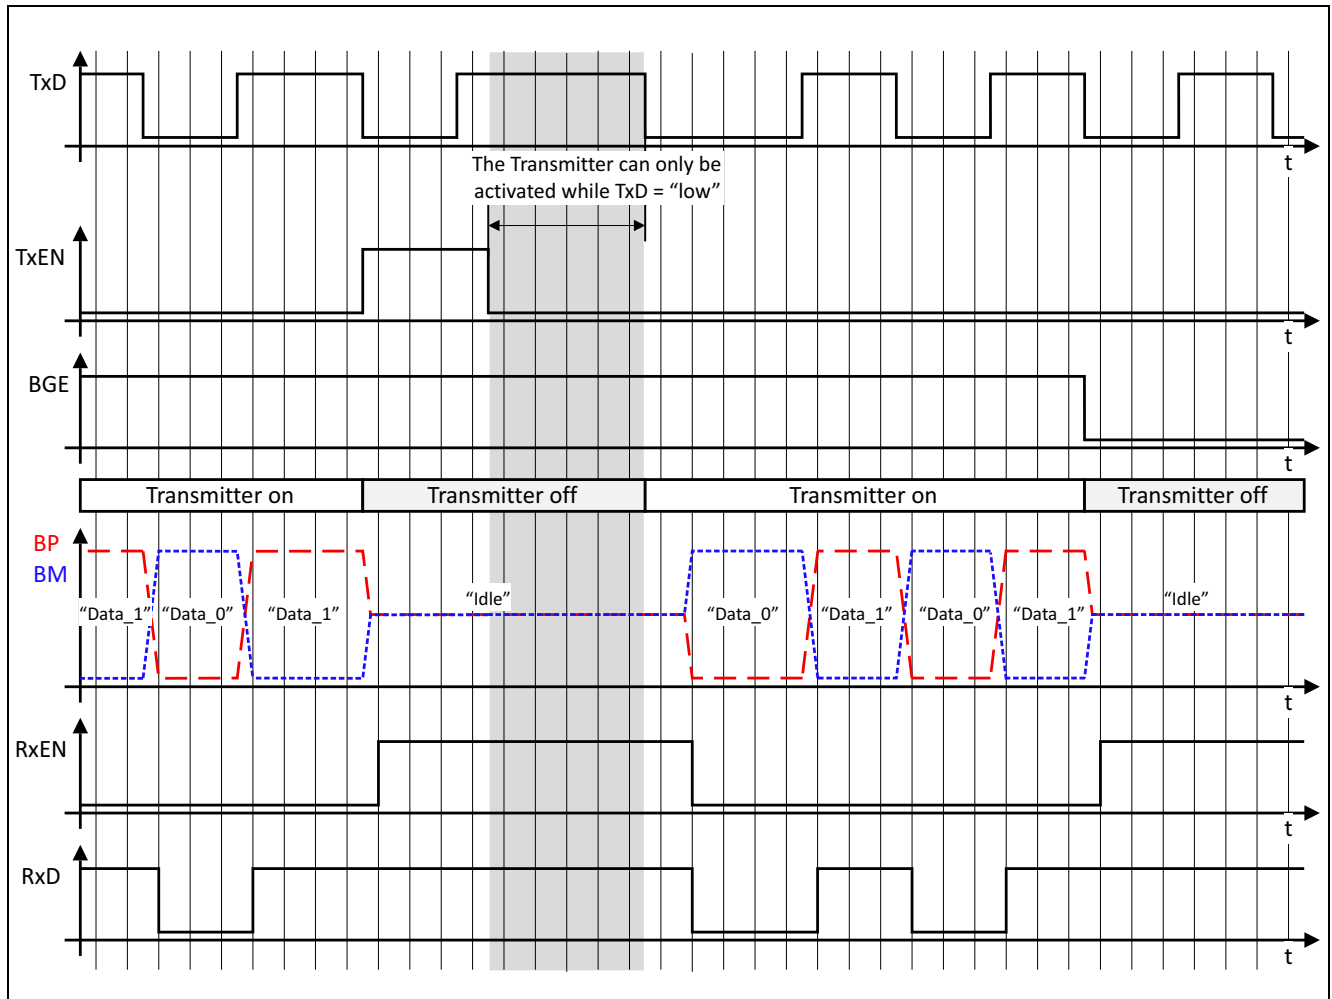 TxD
t
The Transmitter can only be
activated while TxD = “low”
TxEN
t
BGE
t
Transmitter on
Transmitter off
Transmitter on
Transmitter off
BP
BM
“Data_1”
“Data_0”
“Data_1”
“Idle”
“Data_0”
“Data_1”
“Data_0”
“Data_1”
“Idle”
t
RxEN
t
RxD
t